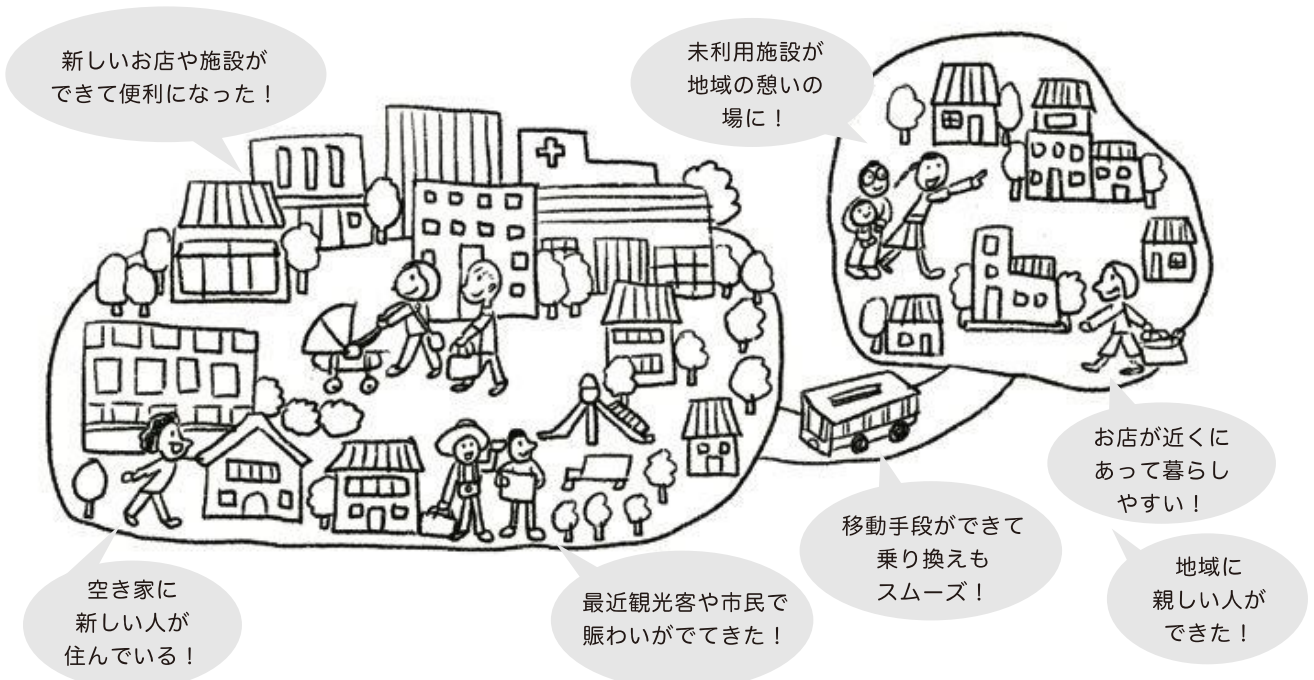 新しいお店や施設が
できて便利になった！
未利用施設が
地域の憩いの
場に！
お店が近くに
あって暮らし
やすい！
移動手段ができて
乗り換えも
スムーズ！
地域に
親しい人が
できた！
空き家に
新しい人が
住んでいる！
最近観光客や市民で
賑わいがでてきた！